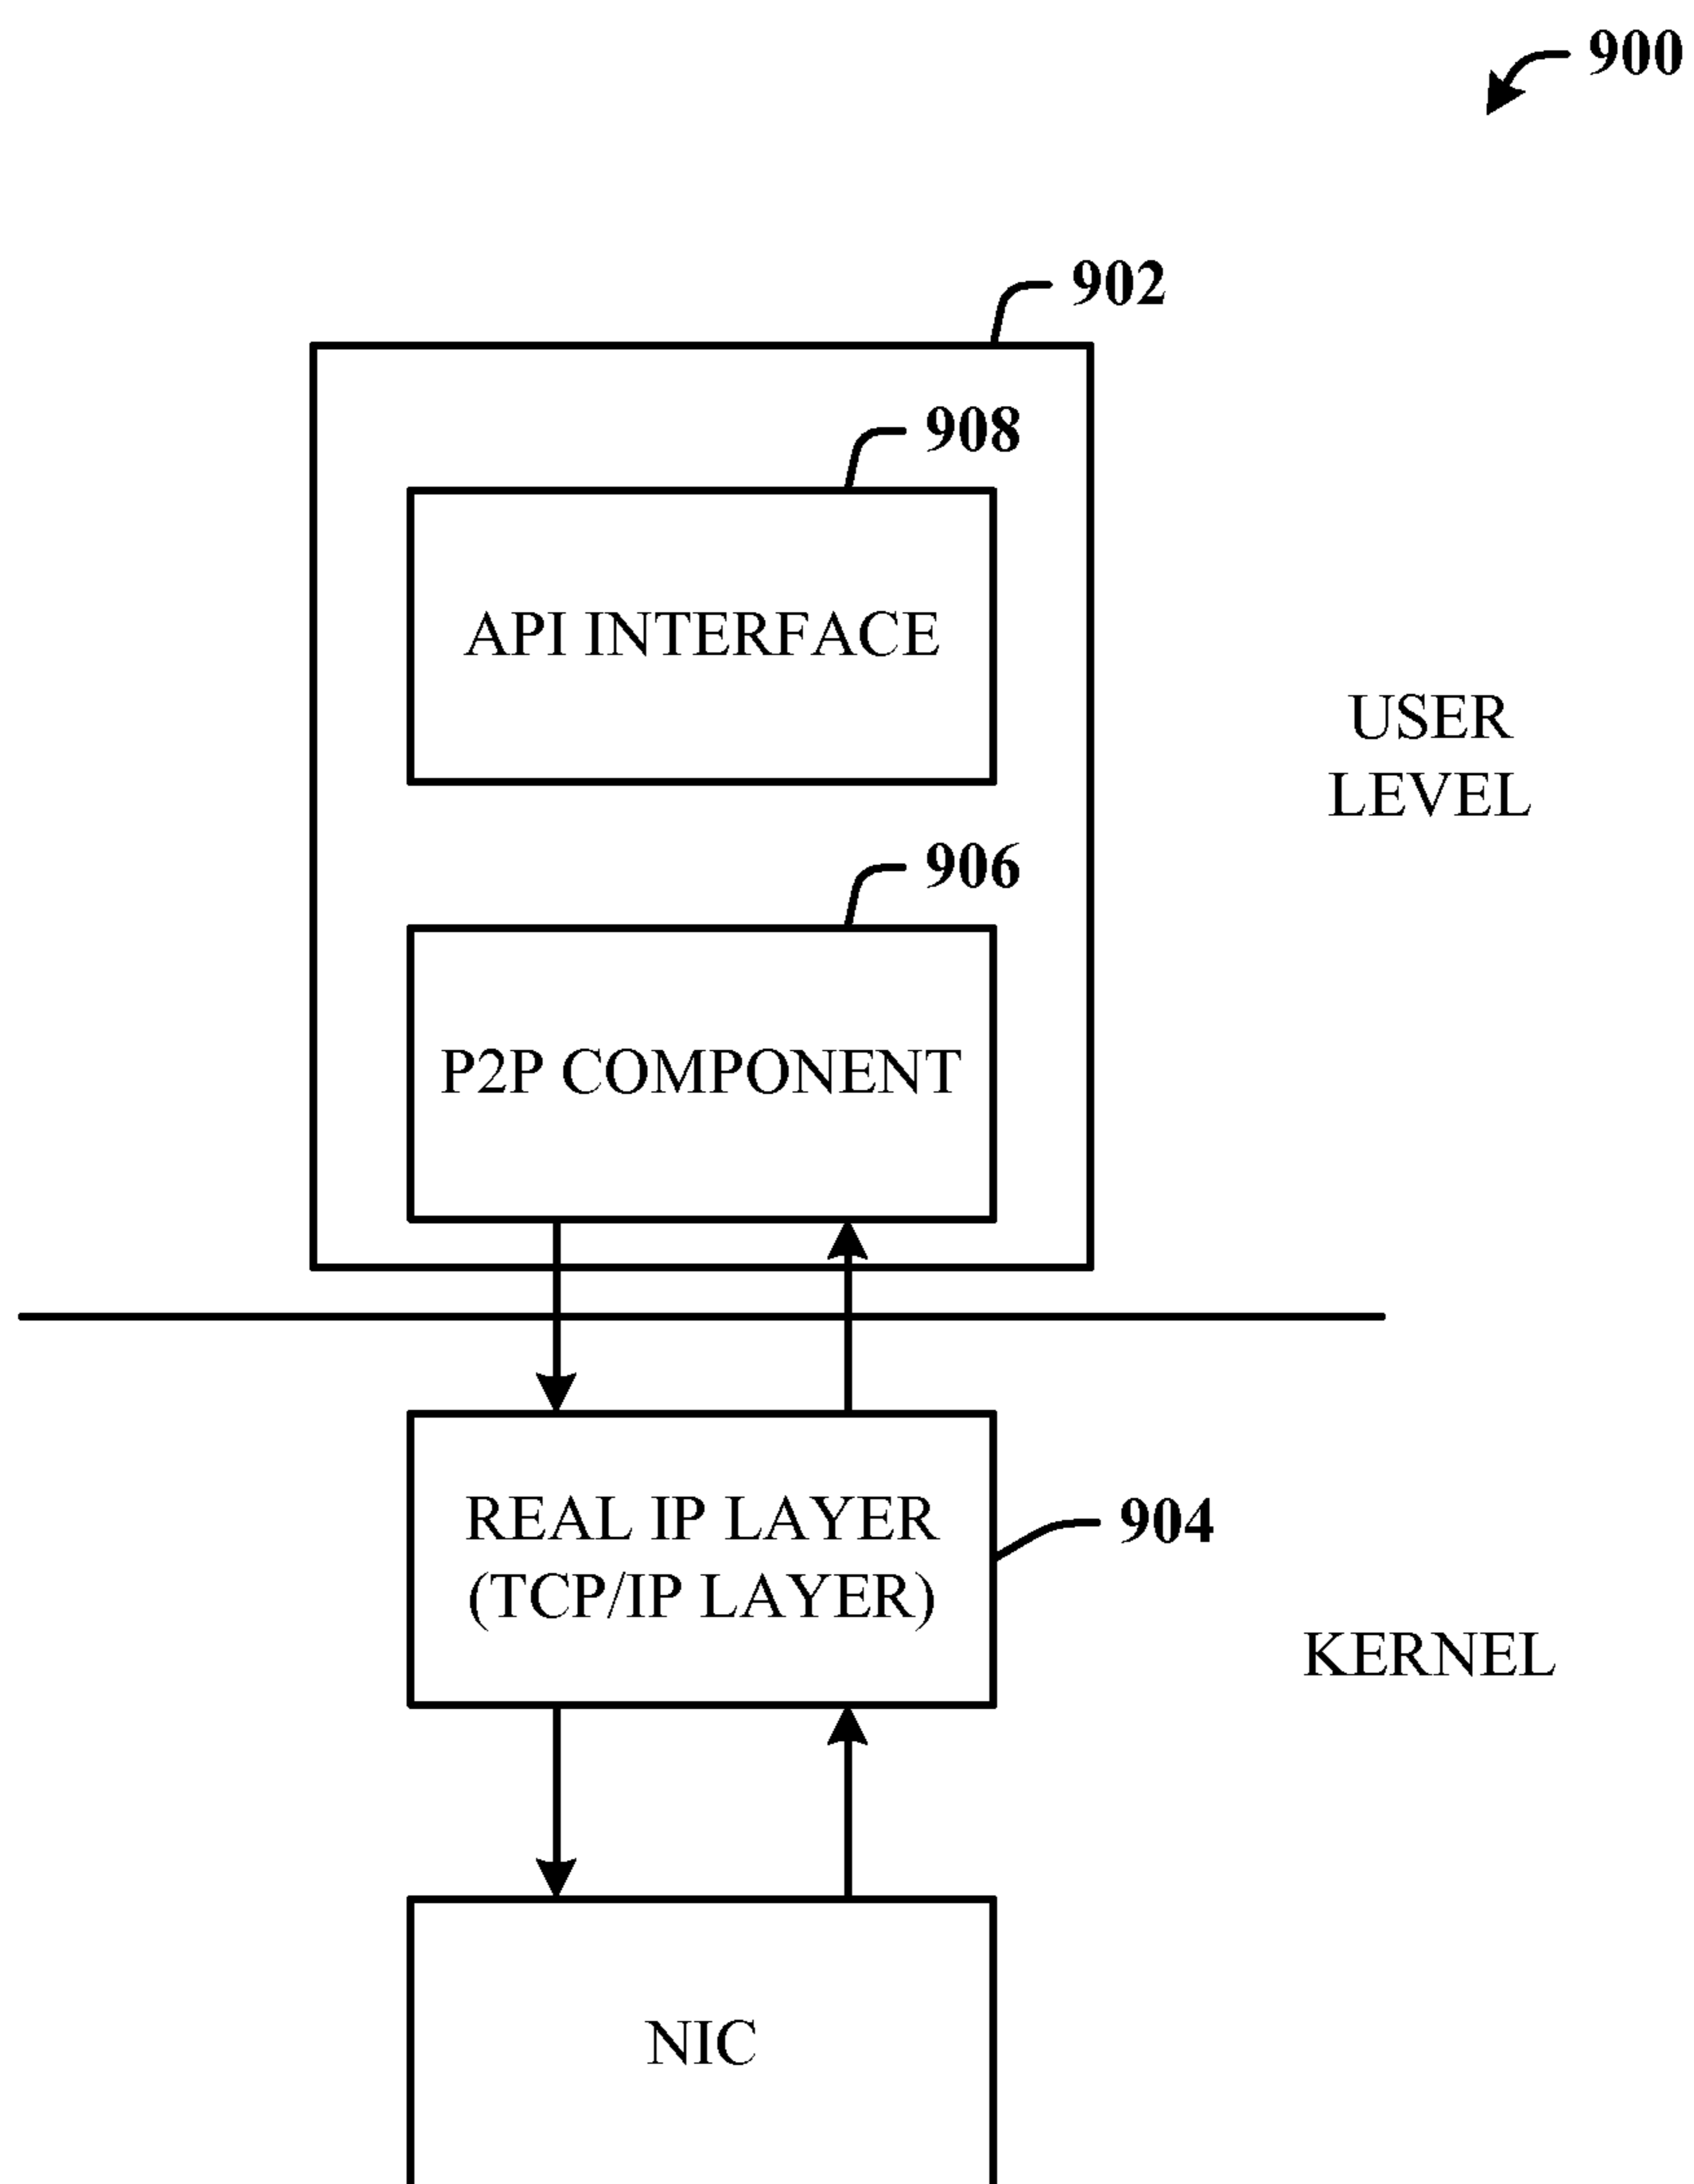 900
902
908
API INTERFACE
USER
LEVEL
906
P2P COMPONENT
REAL IP LAYER
(TCP/IP LAYER)
904
KERNEL
NIC